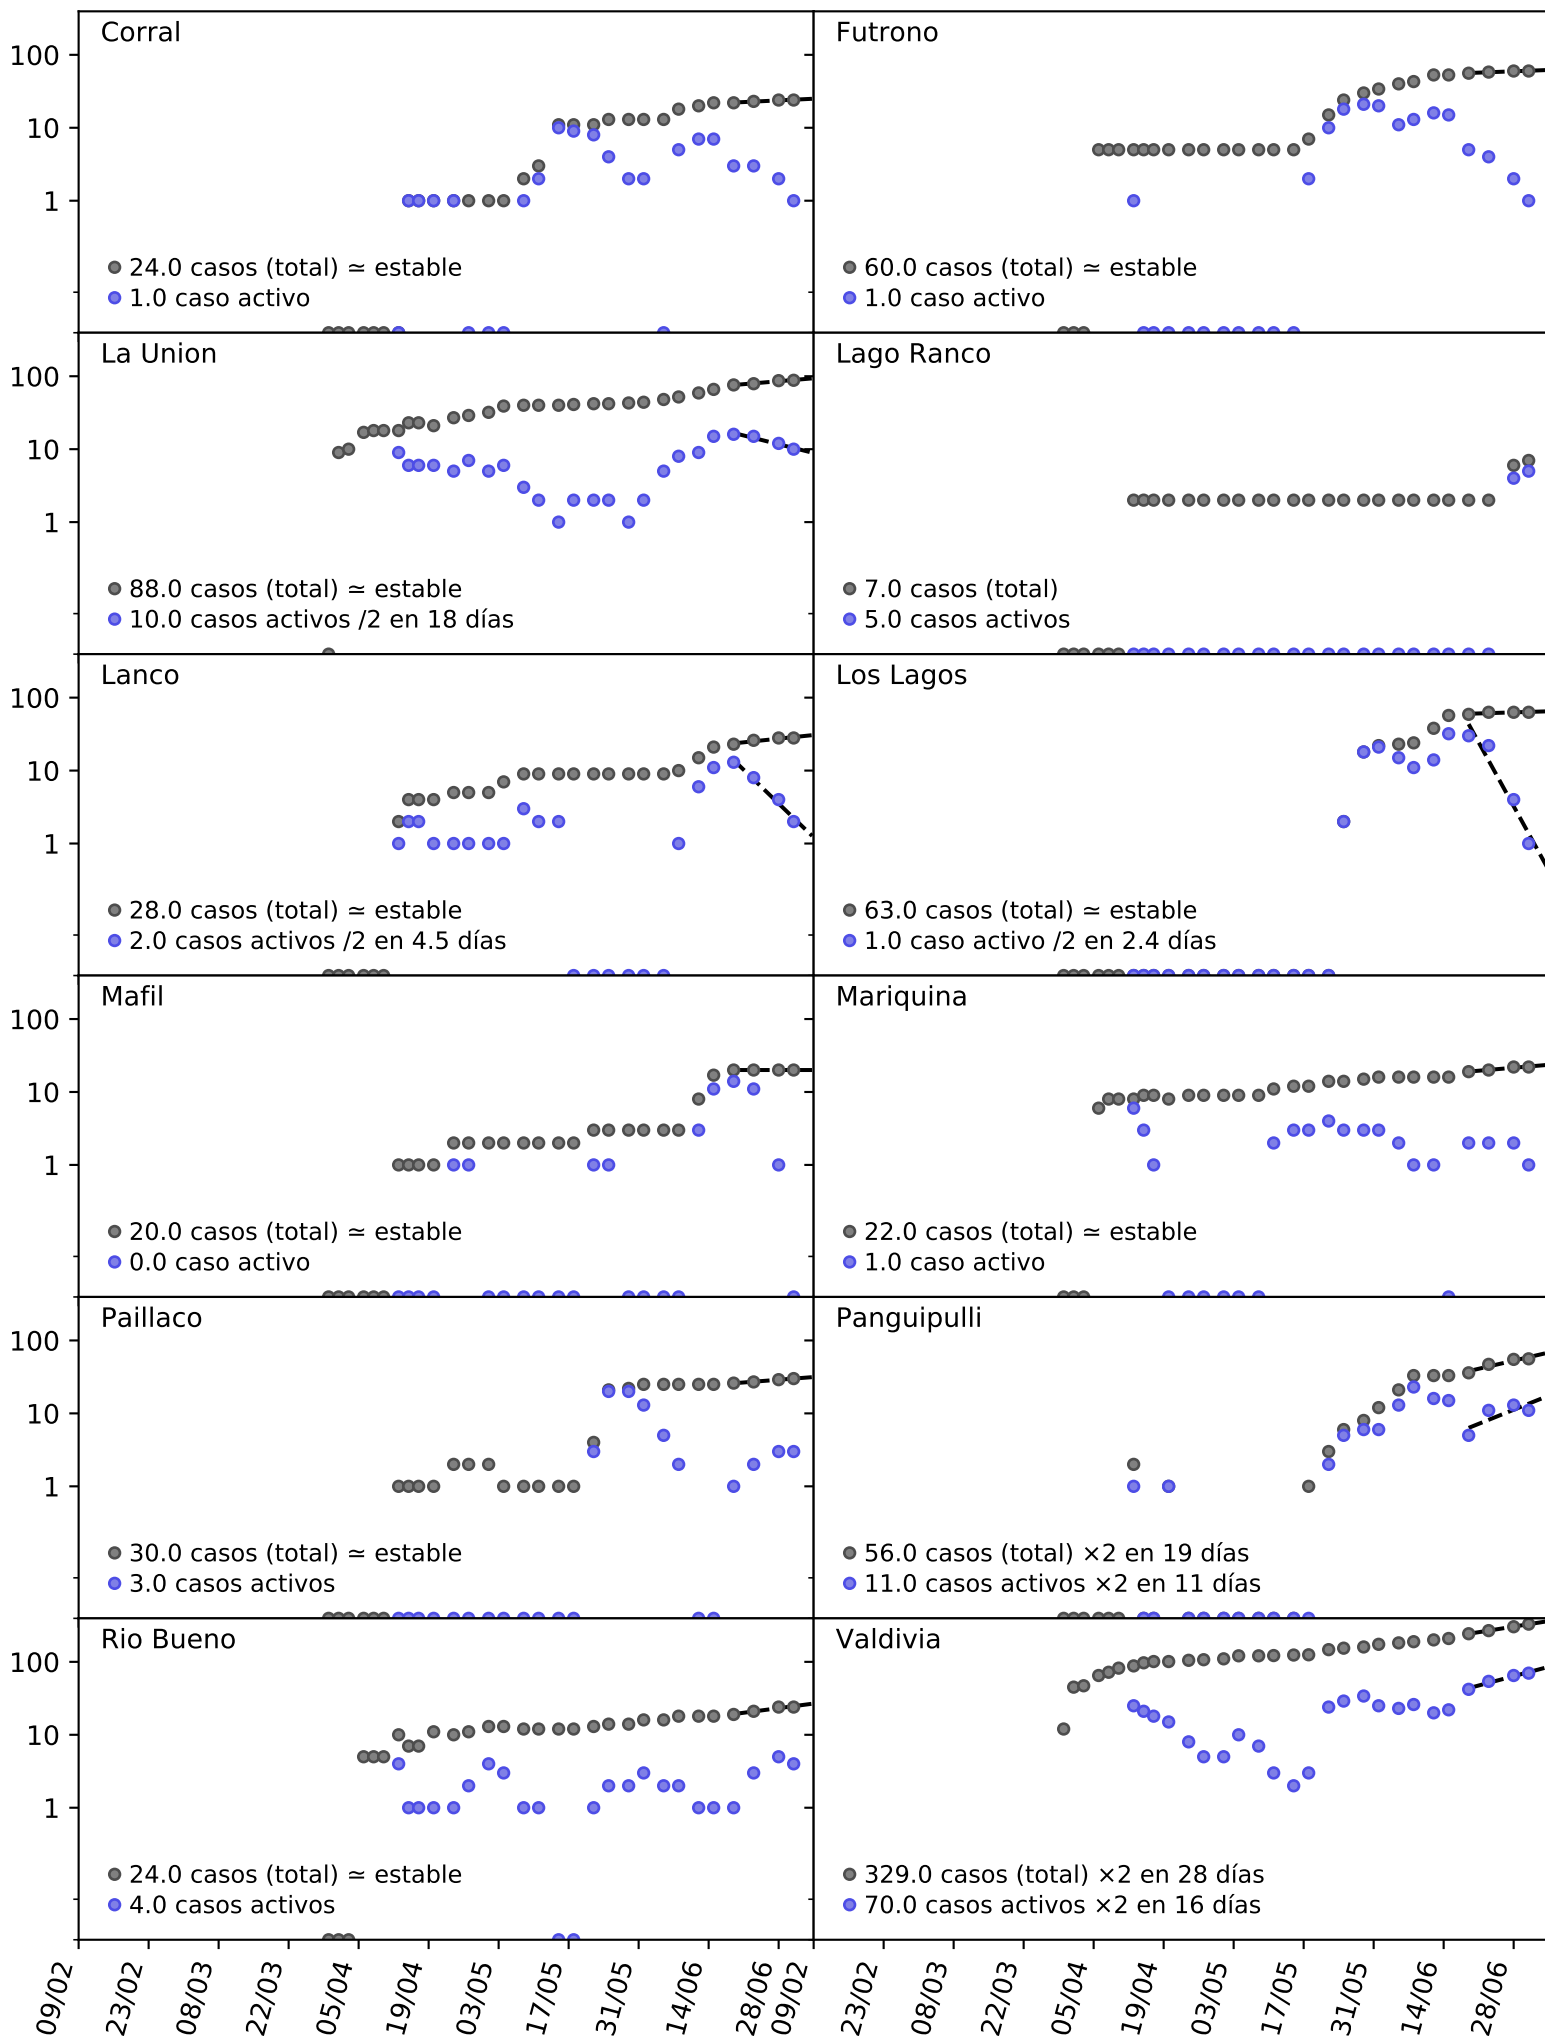 Corral
100
10
1
24.0 casos (total) ≃ estable
1.0 caso activo
Futrono
60.0 casos (total) ≃ estable
1.0 caso activo
La Union
100
10
1
88.0 casos (total) ≃ estable
10.0 casos activos /2 en 18 días
Lago Ranco
7.0 casos (total)
5.0 casos activos
Lanco
100
10
1
28.0 casos (total) ≃ estable
2.0 casos activos /2 en 4.5 días
Los Lagos
63.0 casos (total) ≃ estable
1.0 caso activo /2 en 2.4 días
Mafil
100
10
1
20.0 casos (total) ≃ estable
0.0 caso activo
Mariquina
22.0 casos (total) ≃ estable
1.0 caso activo
Paillaco
100
10
1
30.0 casos (total) ≃ estable
3.0 casos activos
Panguipulli
56.0 casos (total) ×2 en 19 días
11.0 casos activos ×2 en 11 días
Rio Bueno
100
10
1
24.0 casos (total) ≃ estable
4.0 casos activos
Valdivia
329.0 casos (total) ×2 en 28 días
70.0 casos activos ×2 en 16 días
09/02 23/02 08/03 22/03 05/04 19/04 03/05 17/05 31/05 14/06 28/06
09/02 23/02 08/03 22/03 05/04 19/04 03/05 17/05 31/05 14/06 28/06